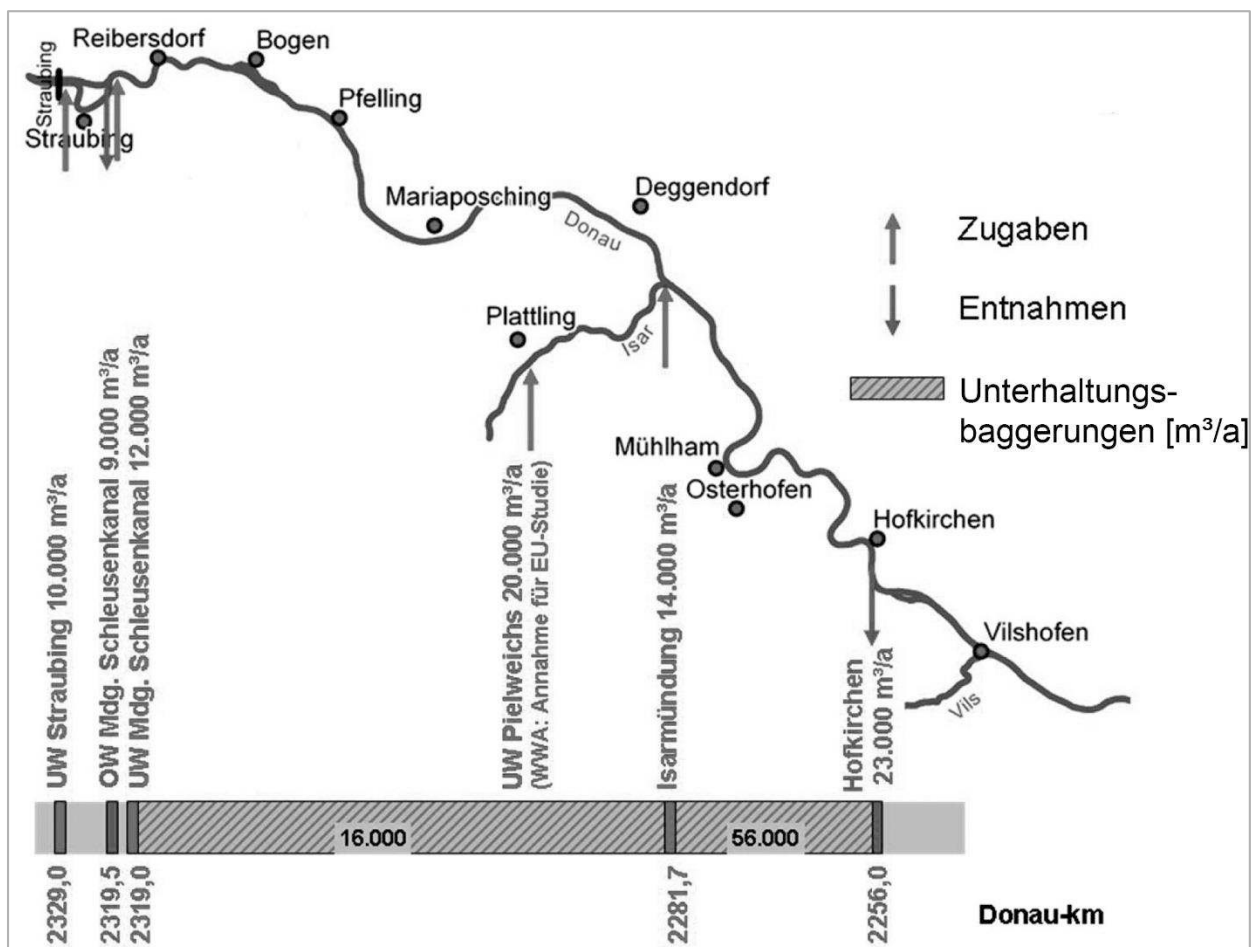 Reibersdorf
Bogen
Straubing
Straubing
Pfelling
Mariaposching
Deggendorf
Donau
Zugaben
Entnahmen
Plattling
Isar
Unterhaltungs-
baggerungen [m³/a]
Mühlham
Osterhofen
Hofkirchen
Vilshofen
Vils
UW Straubing 10.000 m³/a
OW Mdg. Schleusenkanal 9.000 m³/a
UW Mdg. Schleusenkanal 12.000 m³/a
UW Pielweichs 20.000 m³/a
(WWA: Annahme für EU-Studie)
Isarmündung 14.000 m³/a
Hofkirchen
23.000 m³/a
16.000
56.000
2329,0
2319,5
2319,0
2281,7
2256,0
Donau-km